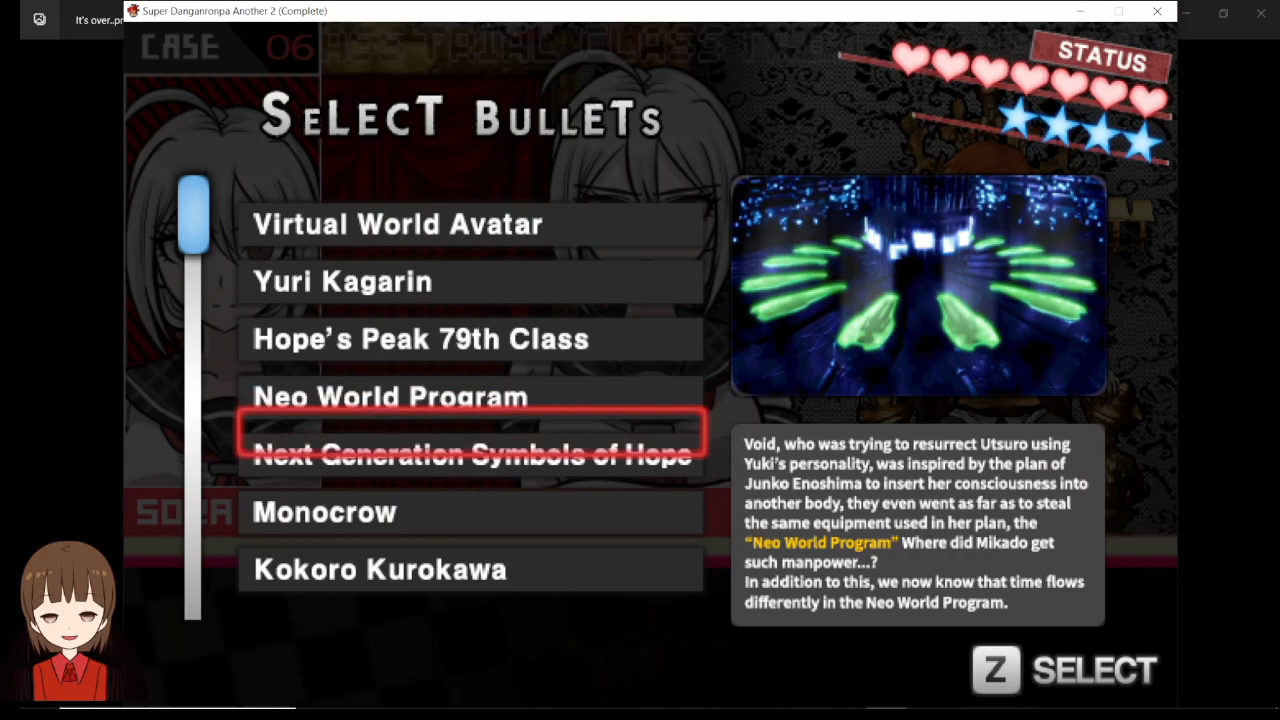 Super Danganronpa Another 2 (Complete)
It's over..pr
CASE 06
STATUS
SELECT BULLETS
Virtual World Avatar
Yuri Kagarin
Hope's Peak 79th Class
Neo World Program
Next Generation Symbols of Hope
Monocrow
Kokoro Kurokawa
Void, who was trying to resurrect Utsuro using
Yuki's personality, was inspired by the plan of
Junko Enoshima to insert her consciousness into
another body, they even went as far as to steal
the same equipment used in her plan, the
“Neo World Program” Where did Mikado get
such manpower...?
In addition to this, we now know that time flows
differently in the Neo World Program.
SORA
Z SELECT